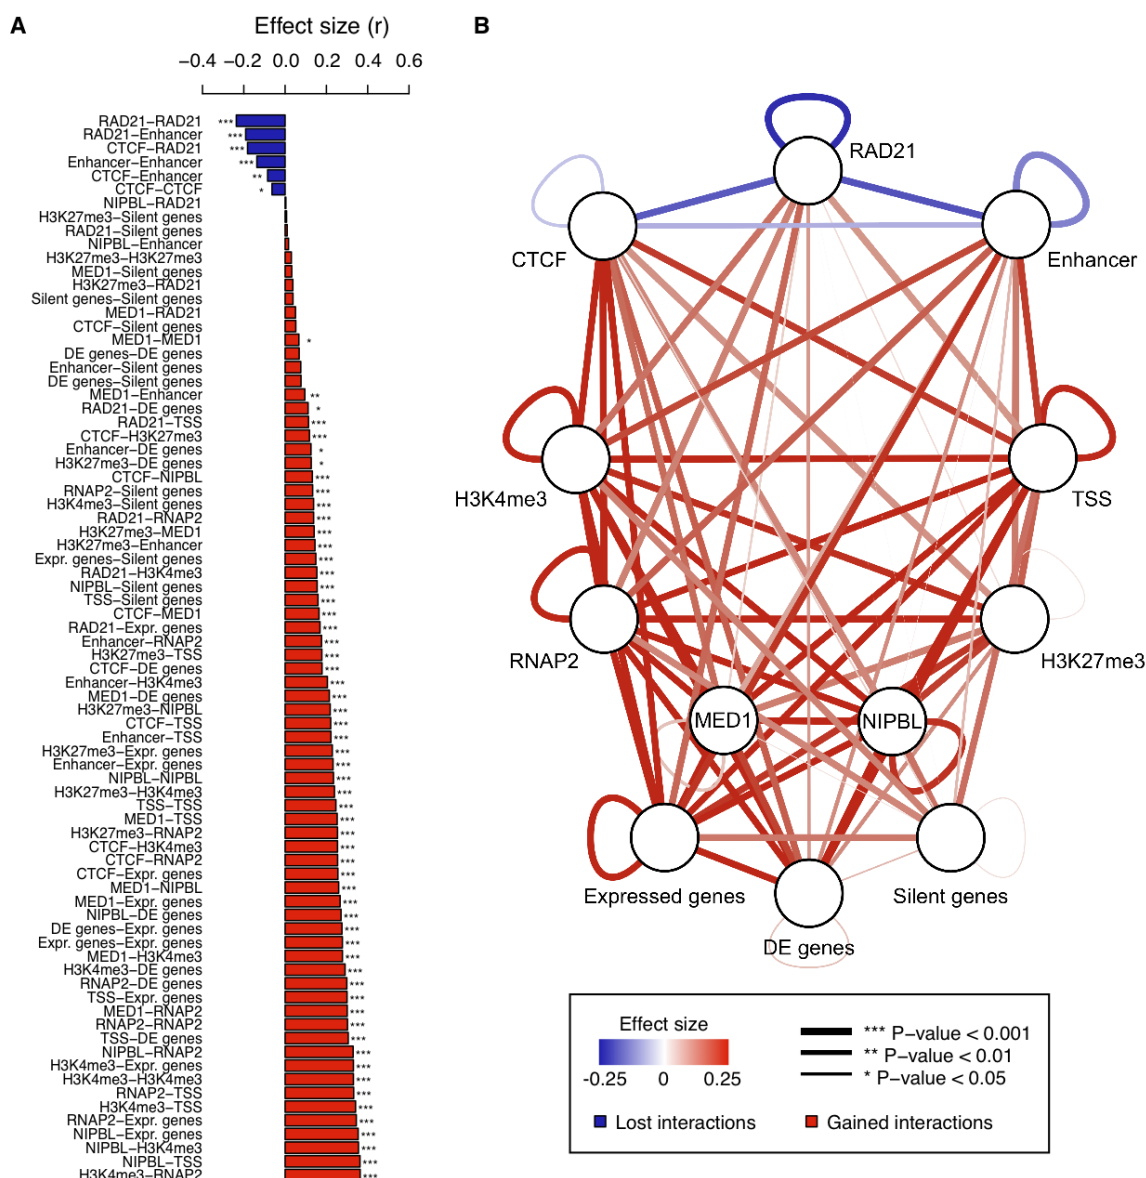 A
Effect size (r)
−0.4 −0.2 0.0 0.2 0.4 0.6
RAD21−RAD21 ***
RAD21−Enhancer ***
CTCF−RAD21 ***
Enhancer−Enhancer ***
CTCF−Enhancer **
CTCF−CTCF *
NIPBL−RAD21
H3K27me3−Silent genes
RAD21−Silent genes
NIPBL−Enhancer
H3K27me3−H3K27me3
MED1−Silent genes
H3K27me3−RAD21
Silent genes−Silent genes
MED1−RAD21
CTCF−Silent genes
MED1−MED1 *
DE genes−DE genes
Enhancer−Silent genes
DE genes−Silent genes
MED1−Enhancer **
RAD21−DE genes *
RAD21−TSS ***
CTCF−H3K27me3 ***
Enhancer−DE genes *
H3K27me3−DE genes *
CTCF−NIPBL ***
RNAP2−Silent genes ***
H3K4me3−Silent genes ***
RAD21−RNAP2 ***
H3K27me3−MED1 ***
H3K27me3−Enhancer ***
Expr. genes−Silent genes ***
RAD21−H3K4me3 ***
NIPBL−Silent genes ***
TSS−Silent genes ***
CTCF−MED1 ***
RAD21−Expr. genes ***
Enhancer−RNAP2 ***
H3K27me3−TSS ***
CTCF−DE genes ***
Enhancer−H3K4me3 ***
MED1−DE genes ***
H3K27me3−NIPBL ***
CTCF−TSS ***
Enhancer−TSS ***
H3K27me3−Expr. genes ***
Enhancer−Expr. genes ***
NIPBL−NIPBL ***
H3K27me3−H3K4me3 ***
TSS−TSS ***
MED1−TSS ***
H3K27me3−RNAP2 ***
CTCF−H3K4me3 ***
CTCF−RNAP2 ***
CTCF−Expr. genes ***
MED1−NIPBL ***
MED1−Expr. genes ***
NIPBL−DE genes ***
DE genes−Expr. genes ***
Expr. genes−Expr. genes ***
MED1−H3K4me3 ***
H3K4me3−DE genes ***
RNAP2−DE genes ***
TSS−Expr. genes ***
MED1−RNAP2 ***
RNAP2−RNAP2 ***
TSS−DE genes ***
NIPBL−RNAP2 ***
H3K4me3−Expr. genes ***
H3K4me3−H3K4me3 ***
RNAP2−TSS ***
H3K4me3−TSS ***
RNAP2−Expr. genes ***
NIPBL−Expr. genes ***
NIPBL−H3K4me3 ***
NIPBL−TSS ***
H3K4me3−RNAP2 ***
B
RAD21
CTCF
Enhancer
H3K4me3
TSS
RNAP2
H3K27me3
MED1
NIPBL
Expressed genes
Silent genes
DE genes
Effect size
-0.25 0 0.25
*** P−value < 0.001
** P−value < 0.01
* P−value < 0.05
Lost interactions
Gained interactions